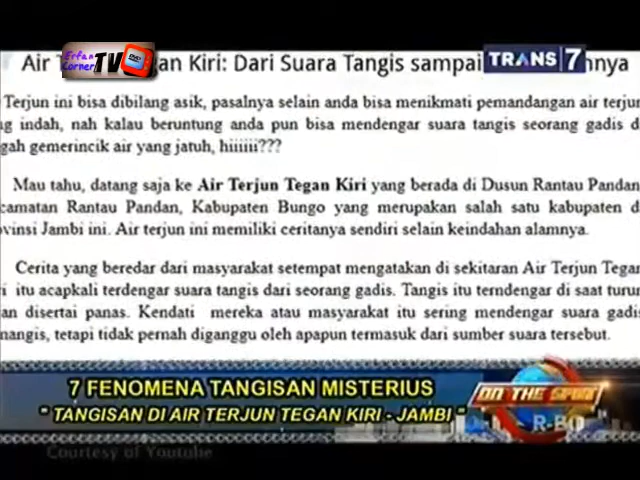 Erfan
Corner TV
Air an Kiri: Dari Suara Tangis sampai nya
TRANS 7
Terjun ini bisa dibilang asik, pasalnya selain anda bisa menikmati pemandangan air terjun
ng indah, nah kalau beruntung anda pun bisa mendengar suara tangis seorang gadis d
gah gemerincik air yang jatuh, hiiiiii???
Mau tahu, datang saja ke Air Terjun Tegan Kiri yang berada di Dusun Rantau Pandan
camatan Rantau Pandan, Kabupaten Bungo yang merupakan salah satu kabupaten d
ovinsi Jambi ini. Air terjun ini memiliki ceritanya sendiri selain keindahan alamnya.
Cerita yang beredar dari masyarakat setempat mengatakan di sekitaran Air Terjun Tegan
i itu acapkali terdengar suara tangis dari seorang gadis. Tangis itu terndengar di saat turun
an disertai panas. Kendati mereka atau masyarakat itu sering mendengar suara gadis
nangis, tetapi tidak pernah diganggu oleh apapun termasuk dari sumber suara tersebut.
7 FENOMENA TANGISAN MISTERIUS
" TANGISAN DI AIR TERJUN TEGAN KIRI - JAMBI "
ON THE SPOT
R-BO
Courtesy of Youtube